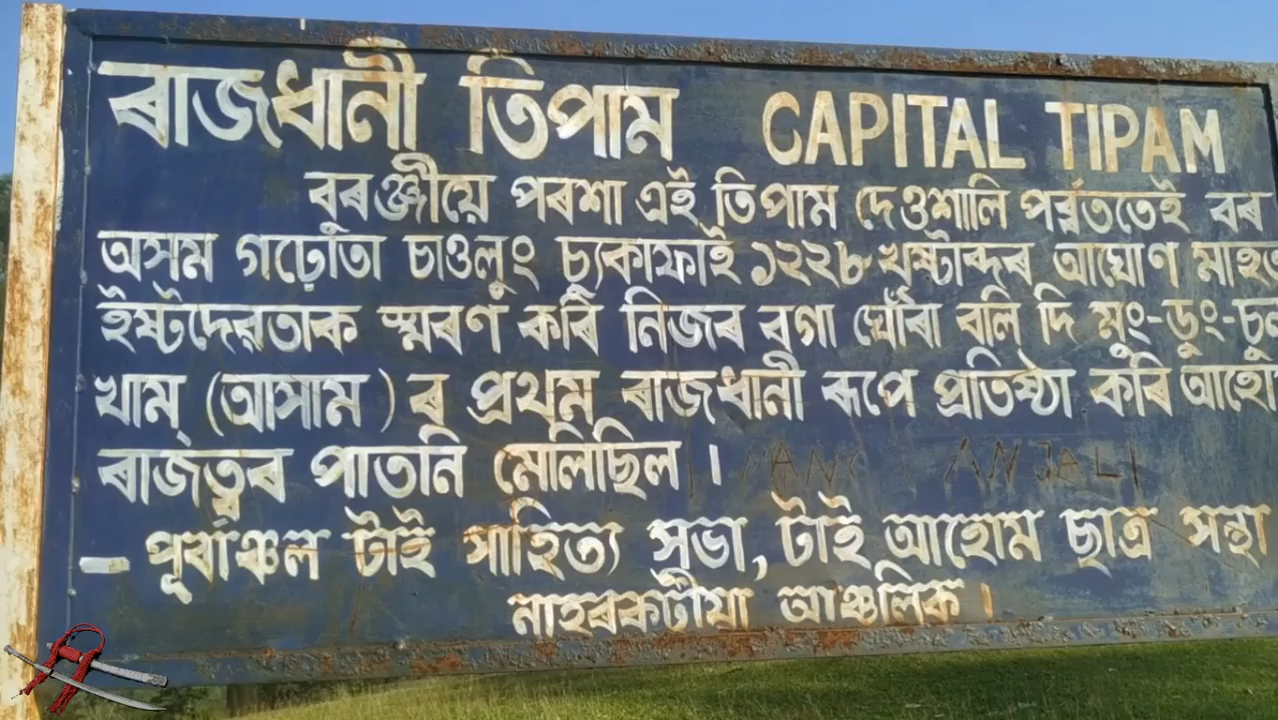 ৰাজধানী তিপাম CAPITAL TIPAM
বুৰঞ্জীয়ে পৰশা এই তিপাম দেওশালি পৰ্ব্বততেই বৰ
অসম গঢ়োতা চাওলুং চ্যুকাফাই ১২২৮ খৃষ্টাব্দৰ আঘোণ
ইষ্টদেৱতাক স্মৰণ কৰি নিজৰ বগা ঘোঁৰা বলি দি মুং-ডুং-চুন
খাম্ (আসাম) ৰ প্ৰথম ৰাজধানী ৰূপে প্ৰতিষ্ঠা কৰি আহো
ৰাজত্বৰ পাতনি মেলিছিল ।
ANJALI
– পূৰ্বাঞ্চল টাই সাহিত্য সভা, টাই আহোম ছাত্ৰ সন্থা
নাহৰকটীয়া আঞ্চলিক ।